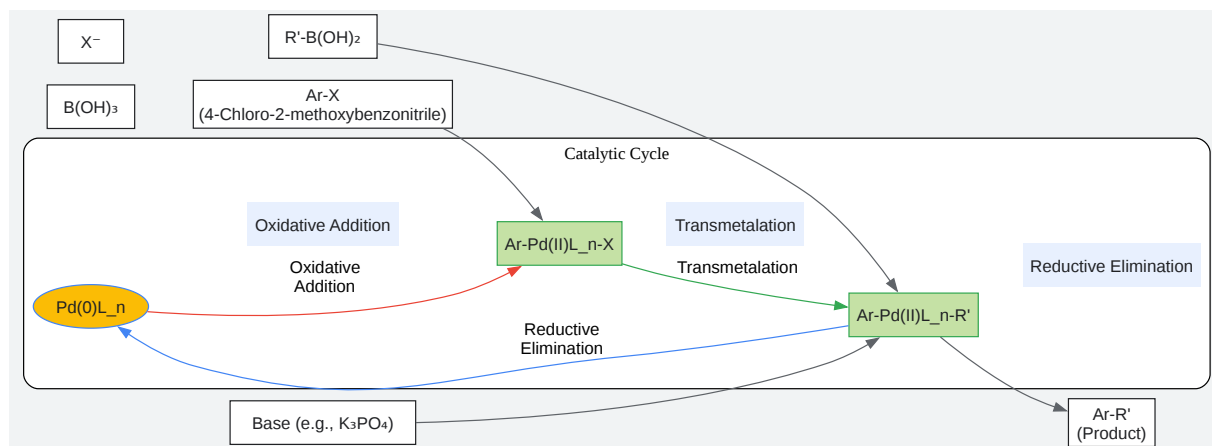 X⁻
R'-B(OH)₂
B(OH)₃
Ar-X
(4-Chloro-2-methoxybenzonitrile)
Catalytic Cycle
Oxidative Addition
Transmetalation
Ar-Pd(II)L_n-X
Oxidative
Addition
Transmetalation
Reductive Elimination
Pd(0)L_n
Ar-Pd(II)L_n-R'
Reductive
Elimination
Base (e.g., K₃PO₄)
Ar-R'
(Product)